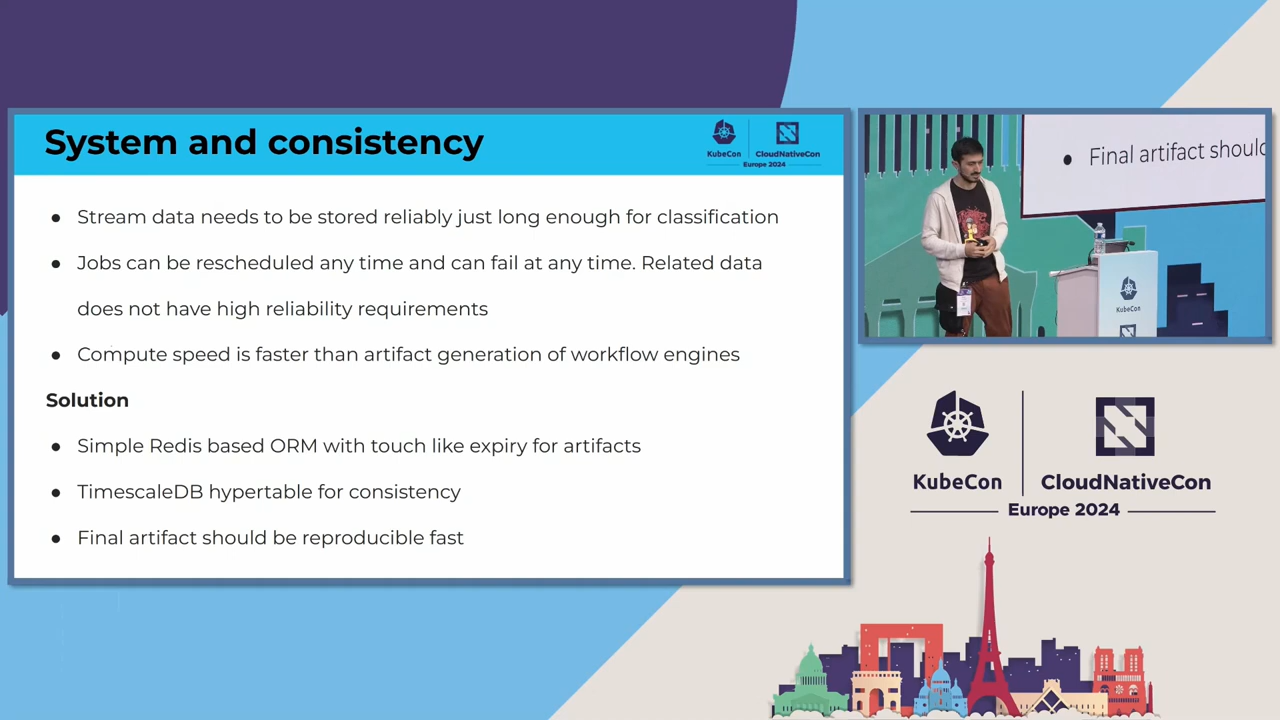 System and consistency
KubeCon
CloudNativeCon
Europe 2024
Stream data needs to be stored reliably just long enough for classification
Jobs can be rescheduled any time and can fail at any time. Related data
does not have high reliability requirements
Compute speed is faster than artifact generation of workflow engines
Solution
Simple Redis based ORM with touch like expiry for artifacts
TimescaleDB hypertable for consistency
Final artifact should be reproducible fast
Final artifact shoul
KubeCon
KubeCon
CloudNativeCon
Europe 2024